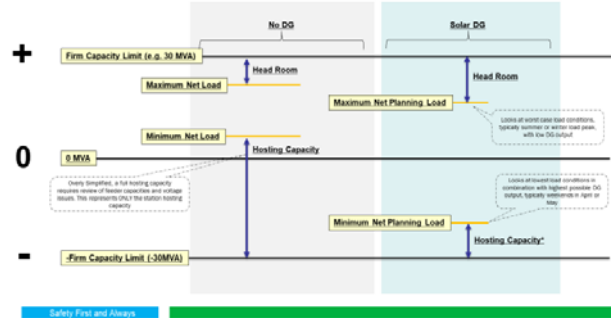 No DG
Solar DG
+
Firm Capacity Limit (e.g. 30 MVA)
Head Room
Head Room
Maximum Net Load
Maximum Net Planning Load
Looks at worst case load conditions,
typically summer or winter load peak,
with low DG output
Minimum Net Load
Hosting Capacity
0
0 MVA
Overly Simplified, a full hosting capacity
requires review of feeder capacities and voltage
issues. This represents ONLY the station hosting
capacity
Looks at lowest load conditions in
combination with highest possible DG
output, typically weekends in April or
May
Minimum Net Planning Load
Hosting Capacity*
-
-Firm Capacity Limit (-30MVA)
Safety First and Always